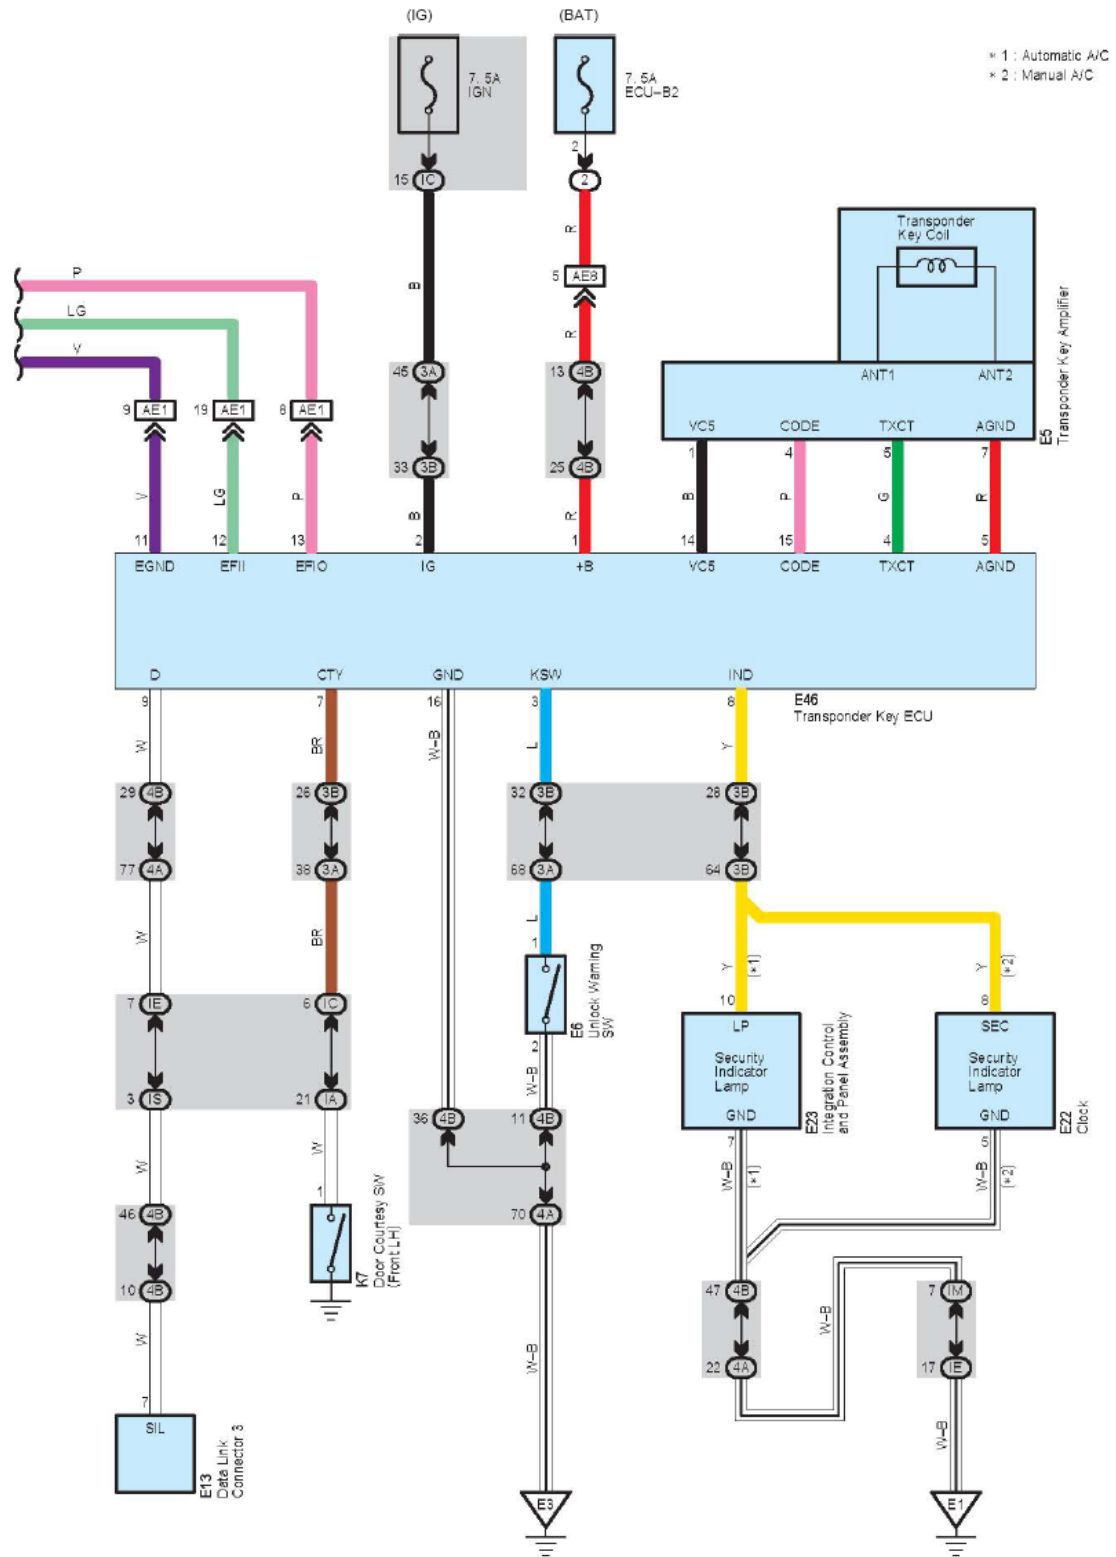 (IG)
(BAT)
* 1 : Automatic A/C
* 2 : Manual A/C
7. 5A
IGN
7. 5A
ECU-B2
2
15 IC
2
R
5 AE8
B
R
Transponder
Key Coil
ANT1 ANT2
E5
Transponder Key Amplifier
P
LG
V
9 AE1
19 AE1
8 AE1
45 3A
33 3B
13 4B
25 4B
VC5 CODE TXCT AGND
1 4 5 7
V LG P B R B P G R
11 12 13 2 1 14 15 4 5
EGND EFII EFIO IG +B VC5 CODE TXCT AGND
D CTY GND KSW IND
9 7 16 3 8
E46
Transponder Key ECU
W BR W-B L Y
29 4B
26 3B
32 3B
28 3B
77 4A
38 3A
68 3A
64 3B
W BR L
1
Y (*1)
Y (*2)
7 IE
6 IC
E6
Unlock Warning
SW
2
W-B
10
LP
Security
Indicator
Lamp
GND
7
E23
Integration Control
and Panel Assembly
8
SEC
Security
Indicator
Lamp
GND
5
E22
Clock
3 IS
21 IA
36 4B
11 4B
W W
W-B (*1)
W-B (*2)
1
K7
Door Courtesy SW
(Front LH)
70 4A
46 4B
10 4B
47 4B
22 4A
W-B
7 IM
17 IE
W
W-B
W-B
7
SIL
E13
Data Link
Connector 3
E3
E1